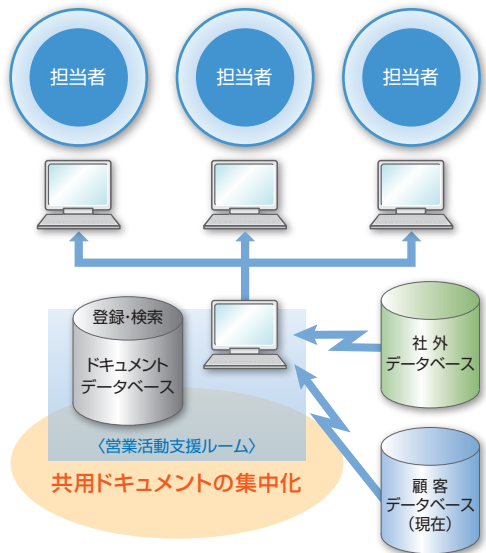 担当者
担当者
担当者
登録・検索
ドキュメント
データベース
〈営業活動支援ルーム〉
共用ドキュメントの集中化
社 外
データベース
顧 客
データベース
(現在)